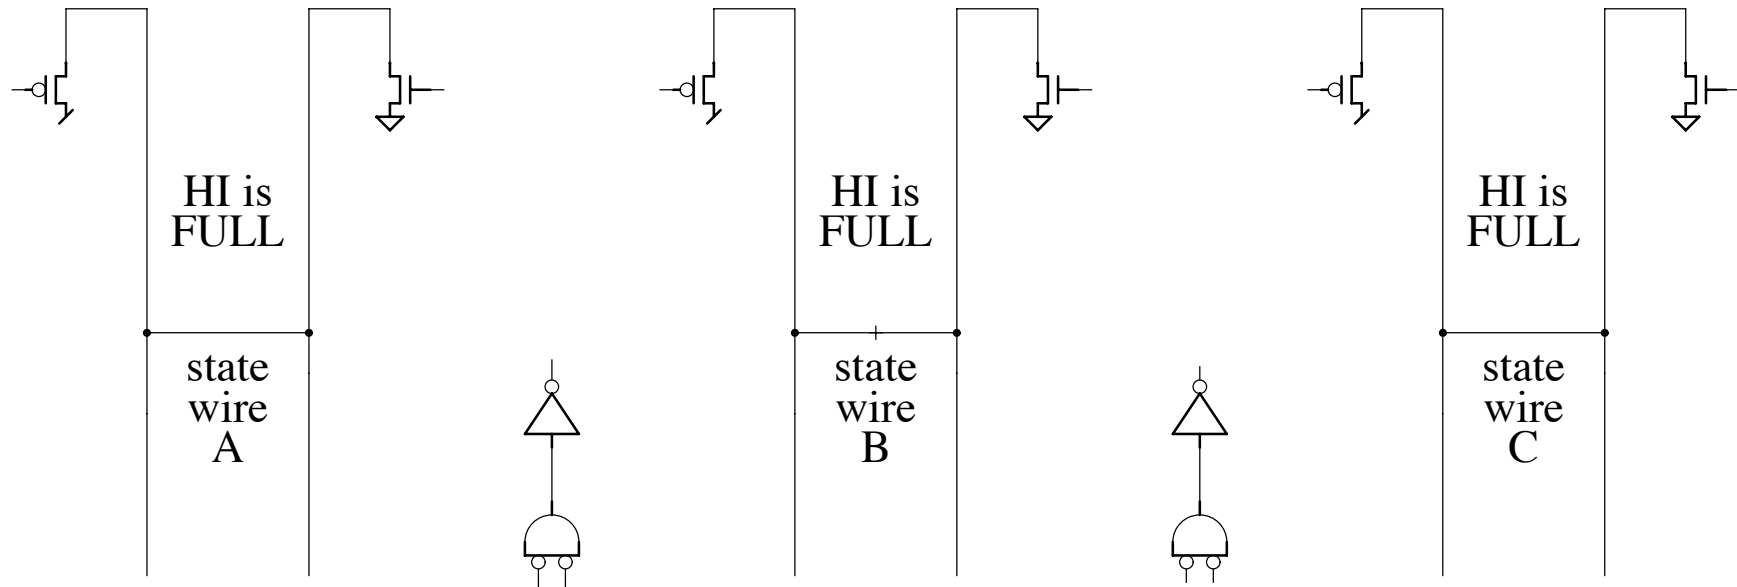 HI is
FULL
HI is
FULL
HI is
FULL
state
wire
A
state
wire
B
state
wire
C